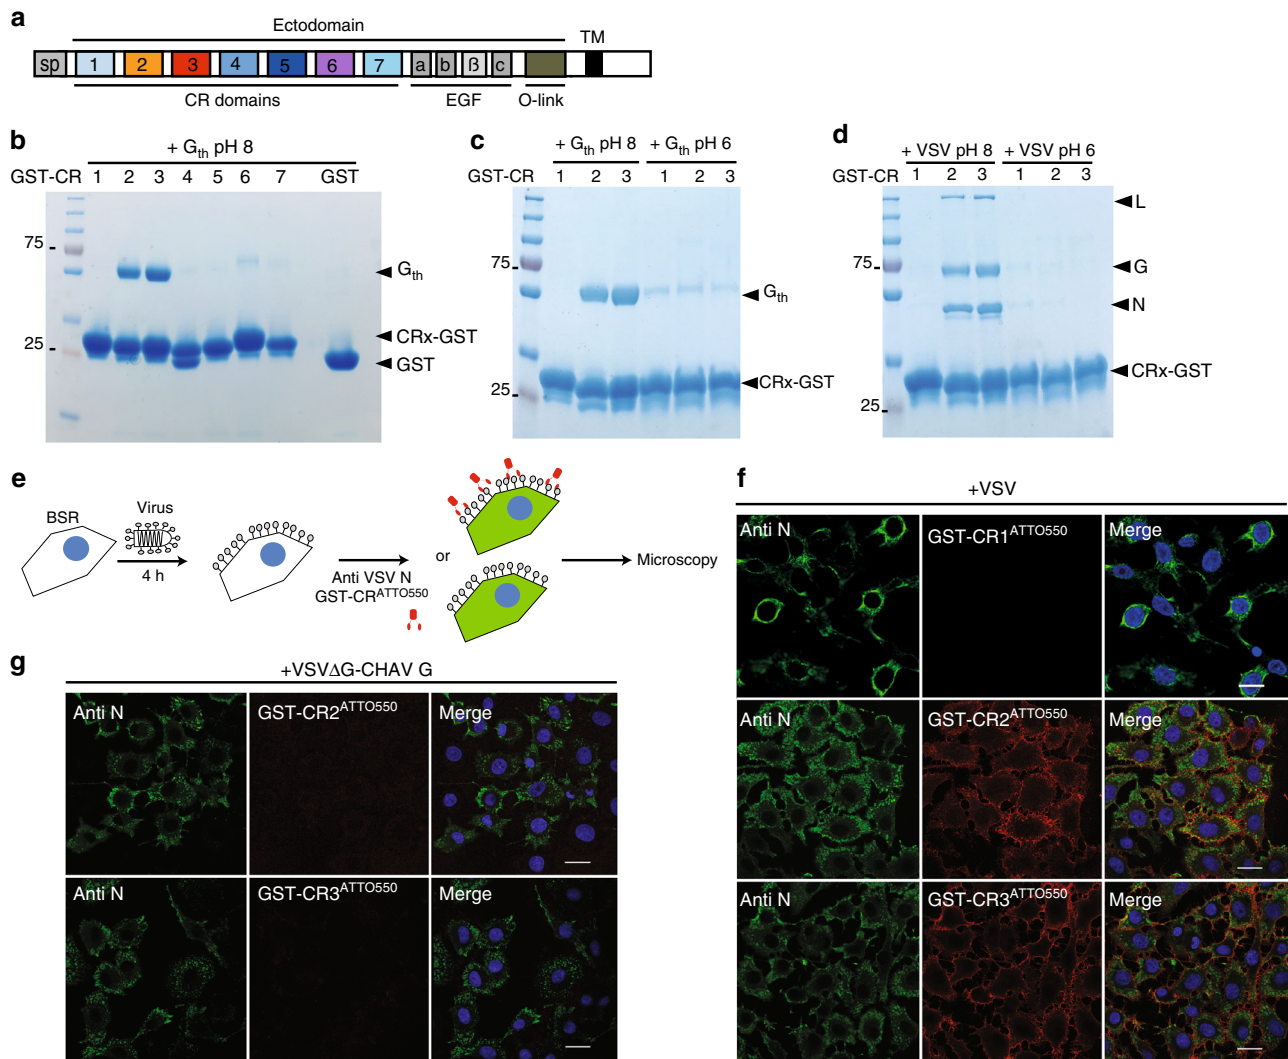 a
Ectodomain
TM
sp 1 2 3 4 5 6 7 a b ß c
CR domains EGF O-link
b
+ Gth pH 8
GST-CR 1 2 3 4 5 6 7 GST
75
25
Gth
CRx-GST
GST
c
+ Gth pH 8 + Gth pH 6
GST-CR 1 2 3 1 2 3
75
25
Gth
CRx-GST
d
+ VSV pH 8 + VSV pH 6
GST-CR 1 2 3 1 2 3
75
25
L
G
N
CRx-GST
e
BSR
Virus
4 h
Anti VSV N
GST-CRATTO550
or
Microscopy
f
+VSV
Anti N GST-CR1ATTO550 Merge
Anti N GST-CR2ATTO550 Merge
Anti N GST-CR3ATTO550 Merge
g
+VSVΔG-CHAV G
Anti N GST-CR2ATTO550 Merge
Anti N GST-CR3ATTO550 Merge